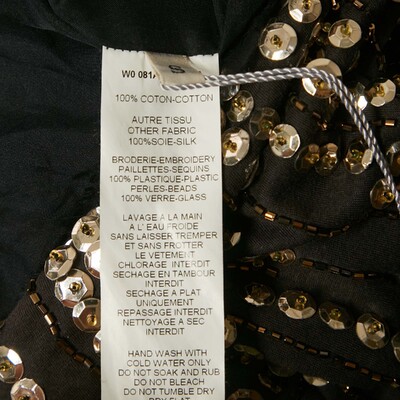 S
W0 081
100% COTON-COTTON
AUTRE TISSU
OTHER FABRIC
100%SOIE-SILK
BRODERIE-EMBROIDERY
PAILLETTES-SEQUINS
100% PLASTIQUE-PLASTIC
PERLES-BEADS
100% VERRE-GLASS
LAVAGE A LA MAIN
A L' EAU FROIDE
SANS LAISSER TREMPER
ET SANS FROTTER
LE VETEMENT
CHLORAGE INTERDIT
SECHAGE EN TAMBOUR
INTERDIT
SECHAGE A PLAT
UNIQUEMENT
REPASSAGE INTERDIT
NETTOYAGE A SEC
INTERDIT
HAND WASH WITH
COLD WATER ONLY
DO NOT SOAK AND RUB
DO NOT BLEACH
DO NOT TUMBLE DRY
DRY FLAT